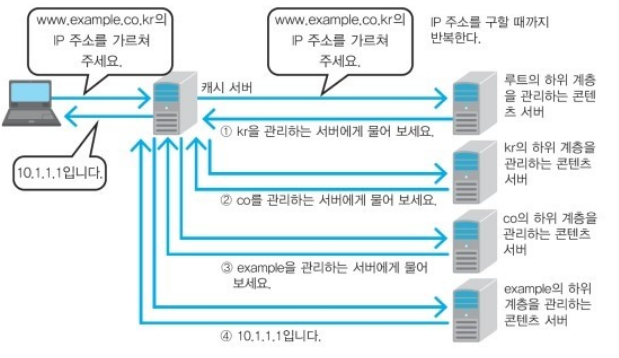 www.example.co.kr의
IP 주소를 가르쳐
주세요.
www.example.co.kr의
IP 주소를 가르쳐
주세요.
IP 주소를 구할 때까지
반복한다.
캐시 서버
루트의 하위 계층
을 관리하는 콘텐
츠 서버
① kr을 관리하는 서버에게 물어 보세요.
10.1.1.1입니다.
kr의 하위 계층을
관리하는 콘텐츠
서버
② co를 관리하는 서버에게 물어 보세요.
co의 하위 계층을
관리하는 콘텐츠
서버
③ example을 관리하는 서버에게 물어
보세요.
example의 하위
계층을 관리하는
콘텐츠 서버
④ 10.1.1.1입니다.